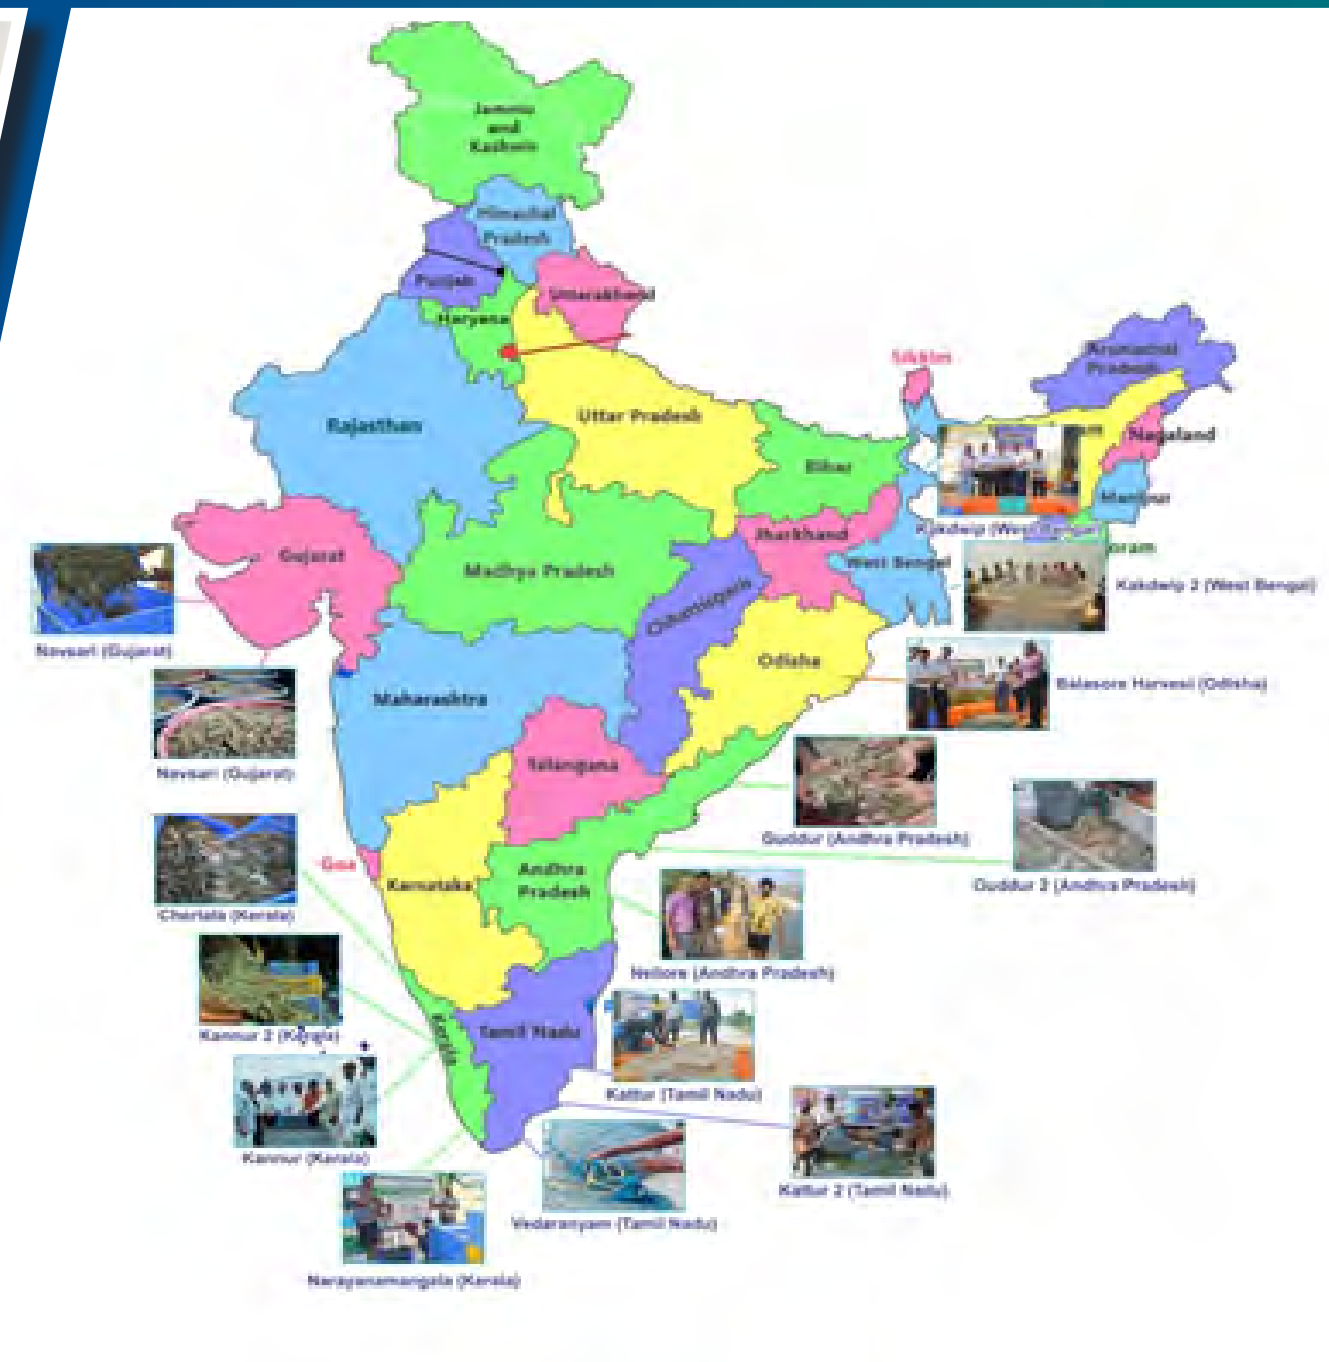 Jammu
and
Kashmir
Himachal
Pradesh
Punjab
Uttarakhand
Haryana
Sikkim
Arunachal
Pradesh
Rajasthan
Uttar Pradesh
Nagaland
Bihar
Manipur
Kakdwip (West Bengal)
Jharkhand
Gujarat
Madhya Pradesh
West Bengal
Kakdwip 2 (West Bengal)
Chhattisgarh
Navsari (Gujarat)
Odisha
Balasore Harvest (Odisha)
Maharashtra
Navsari (Gujarat)
Telangana
Guddur (Andhra Pradesh)
Goa
Andhra
Pradesh
Karnataka
Guddur 2 (Andhra Pradesh)
Chertala (Kerala)
Nellore (Andhra Pradesh)
Kannur 2 (Kerala)
Kerala
Tamil Nadu
Kattur (Tamil Nadu)
Kannur (Kerala)
Kattur 2 (Tamil Nadu)
Vedaranyam (Tamil Nadu)
Narayanamangala (Kerala)